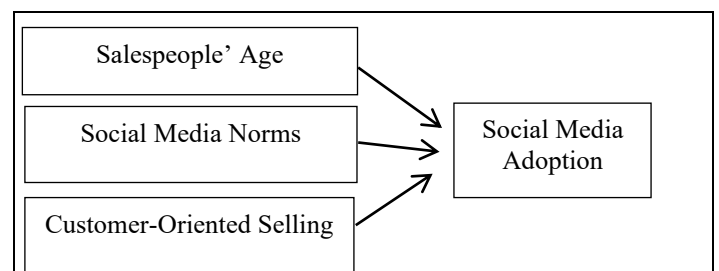 Salespeople’ Age
Social Media Norms
Social Media
Adoption
Customer-Oriented Selling